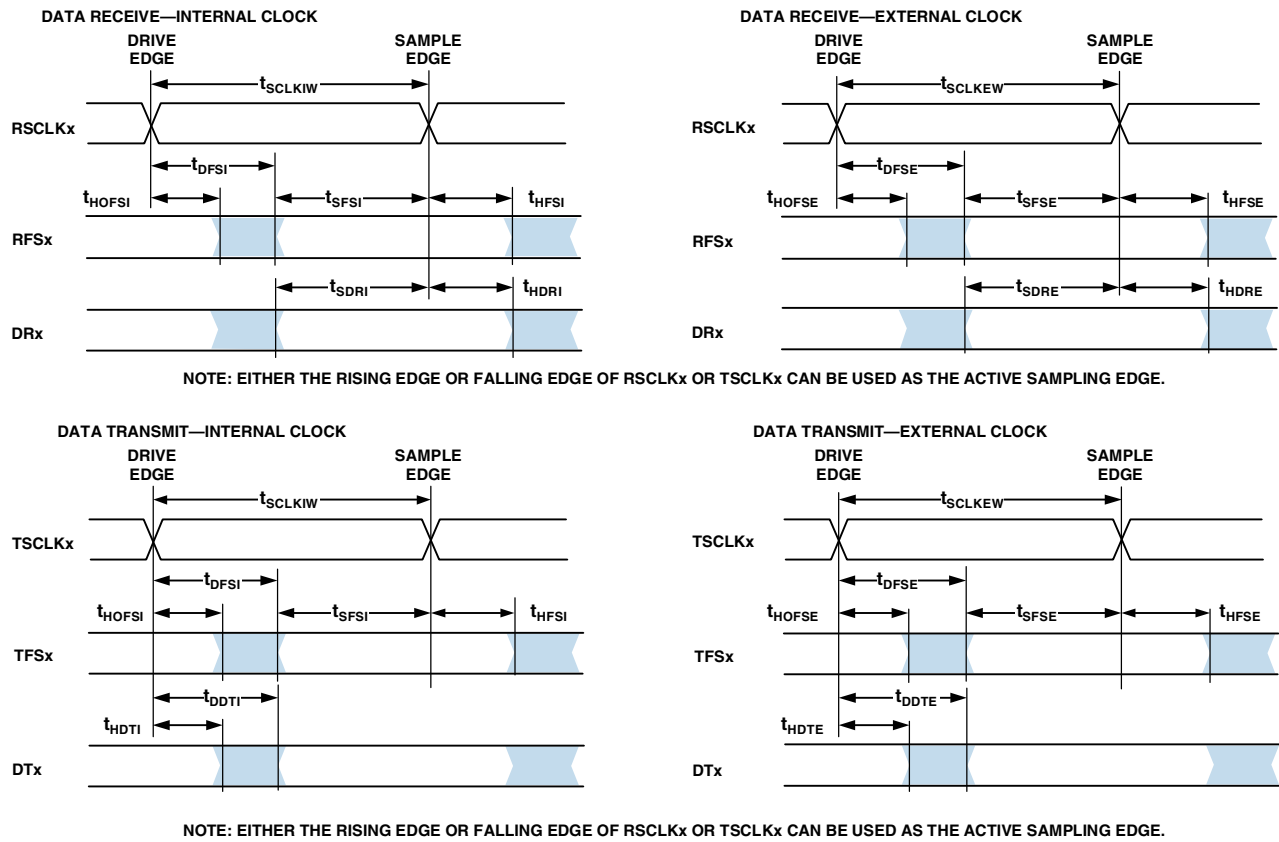 DATA RECEIVE—INTERNAL CLOCK
DRIVE EDGE
SAMPLE EDGE
tSCLKIW
RSCLKx
tDFSI
tHOFSI
tSFSI
tHFSI
RFSx
tSDRI
tHDRI
DRx
DATA RECEIVE—EXTERNAL CLOCK
DRIVE EDGE
SAMPLE EDGE
tSCLKEW
RSCLKx
tDFSE
tHOFSE
tSFSE
tHFSE
RFSx
tSDRE
tHDRE
DRx
NOTE: EITHER THE RISING EDGE OR FALLING EDGE OF RSCLKx OR TSCLKx CAN BE USED AS THE ACTIVE SAMPLING EDGE.
DATA TRANSMIT—INTERNAL CLOCK
DRIVE EDGE
SAMPLE EDGE
tSCLKIW
TSCLKx
tDFSI
tHOFSI
tSFSI
tHFSI
TFSx
tDDTI
tHDTI
DTx
DATA TRANSMIT—EXTERNAL CLOCK
DRIVE EDGE
SAMPLE EDGE
tSCLKEW
TSCLKx
tDFSE
tHOFSE
tSFSE
tHFSE
TFSx
tDDTE
tHDTE
DTx
NOTE: EITHER THE RISING EDGE OR FALLING EDGE OF RSCLKx OR TSCLKx CAN BE USED AS THE ACTIVE SAMPLING EDGE.